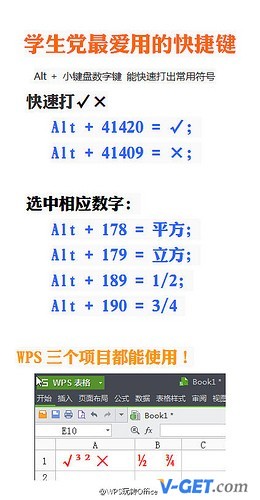 学生党最爱用的快捷键
Alt + 小键盘数字键 能快速打出常用符号
快速打√×
Alt + 41420 = √;
Alt + 41409 = ×;
选中相应数字:
Alt + 178 = 平方;
Alt + 179 = 立方;
Alt + 189 = 1/2;
Alt + 190 = 3/4
WPS 三个项目都能使用!
WPS 表格
Book1 *
开始 插入 页面布局 公式 数据 表格样式 审阅 视图
Book1 *
E10 fx
A B C
1 √³² × ½ ¾
2
@WPS玩转Office
V-GET.com